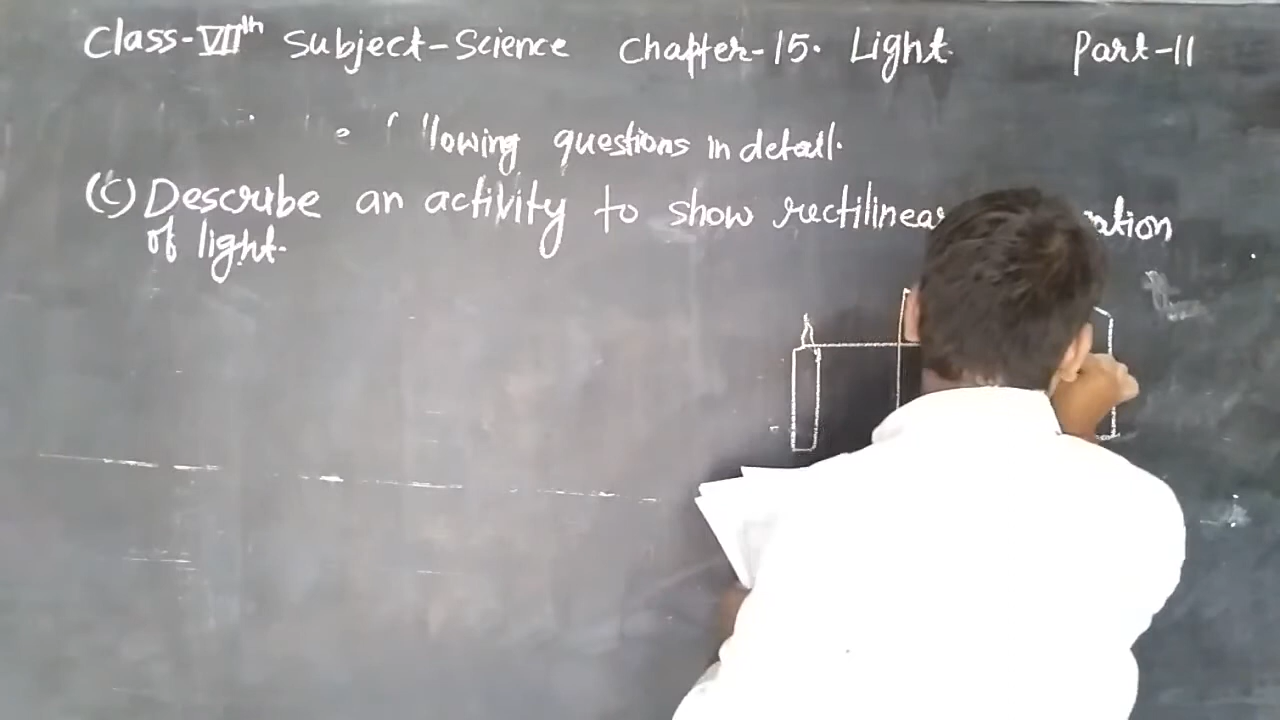 Class-VIIth Subject-Science Chapter-15. Light. Part-II
questions in detail.
(C) Describe an activity to show rectilinear
of light.